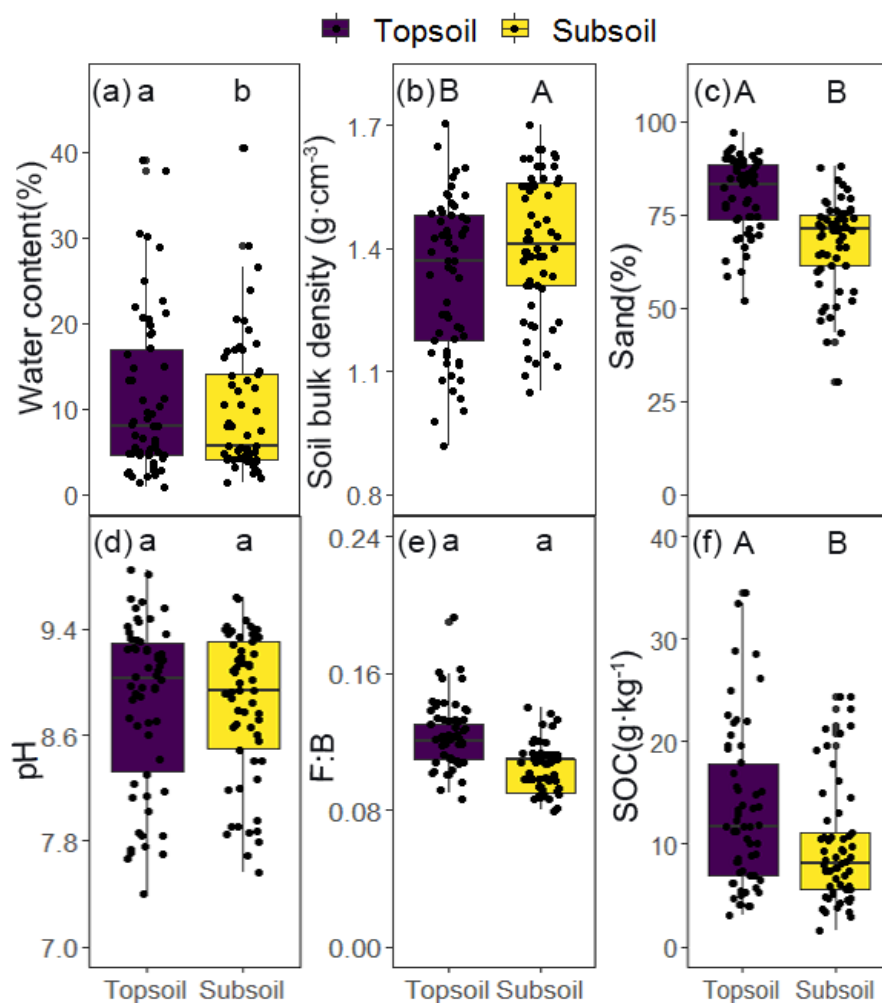 Topsoil Subsoil
(a) a b
Water content(%)
40
30
20
10
0
(b) B A
Soil bulk density (g·cm⁻³)
1.7
1.4
1.1
0.8
(c) A B
Sand(%)
100
75
50
25
0
(d) a a
pH
9.4
8.6
7.8
7.0
Topsoil Subsoil
(e) a a
F:B
0.24
0.16
0.08
0.00
Topsoil Subsoil
(f) A B
SOC(g·kg⁻¹)
40
30
20
10
0
Topsoil Subsoil